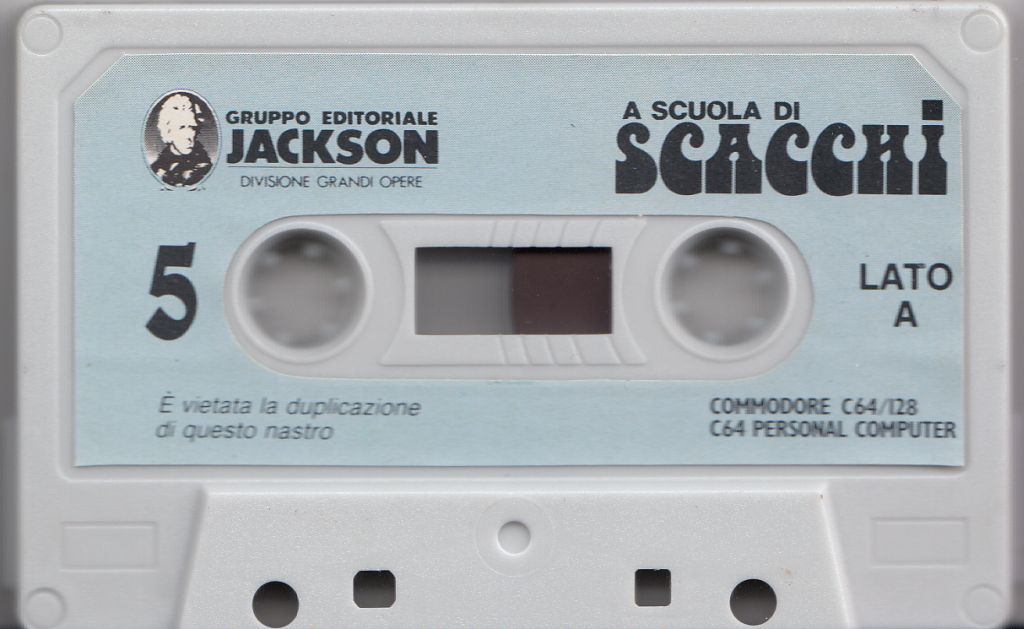 GRUPPO EDITORIALE
JACKSON
DIVISIONE GRANDI OPERE
A SCUOLA DI
SCACCHi
5
LATO
A
È vietata la duplicazione
di questo nastro
COMMODORE C64/128
C64 PERSONAL COMPUTER